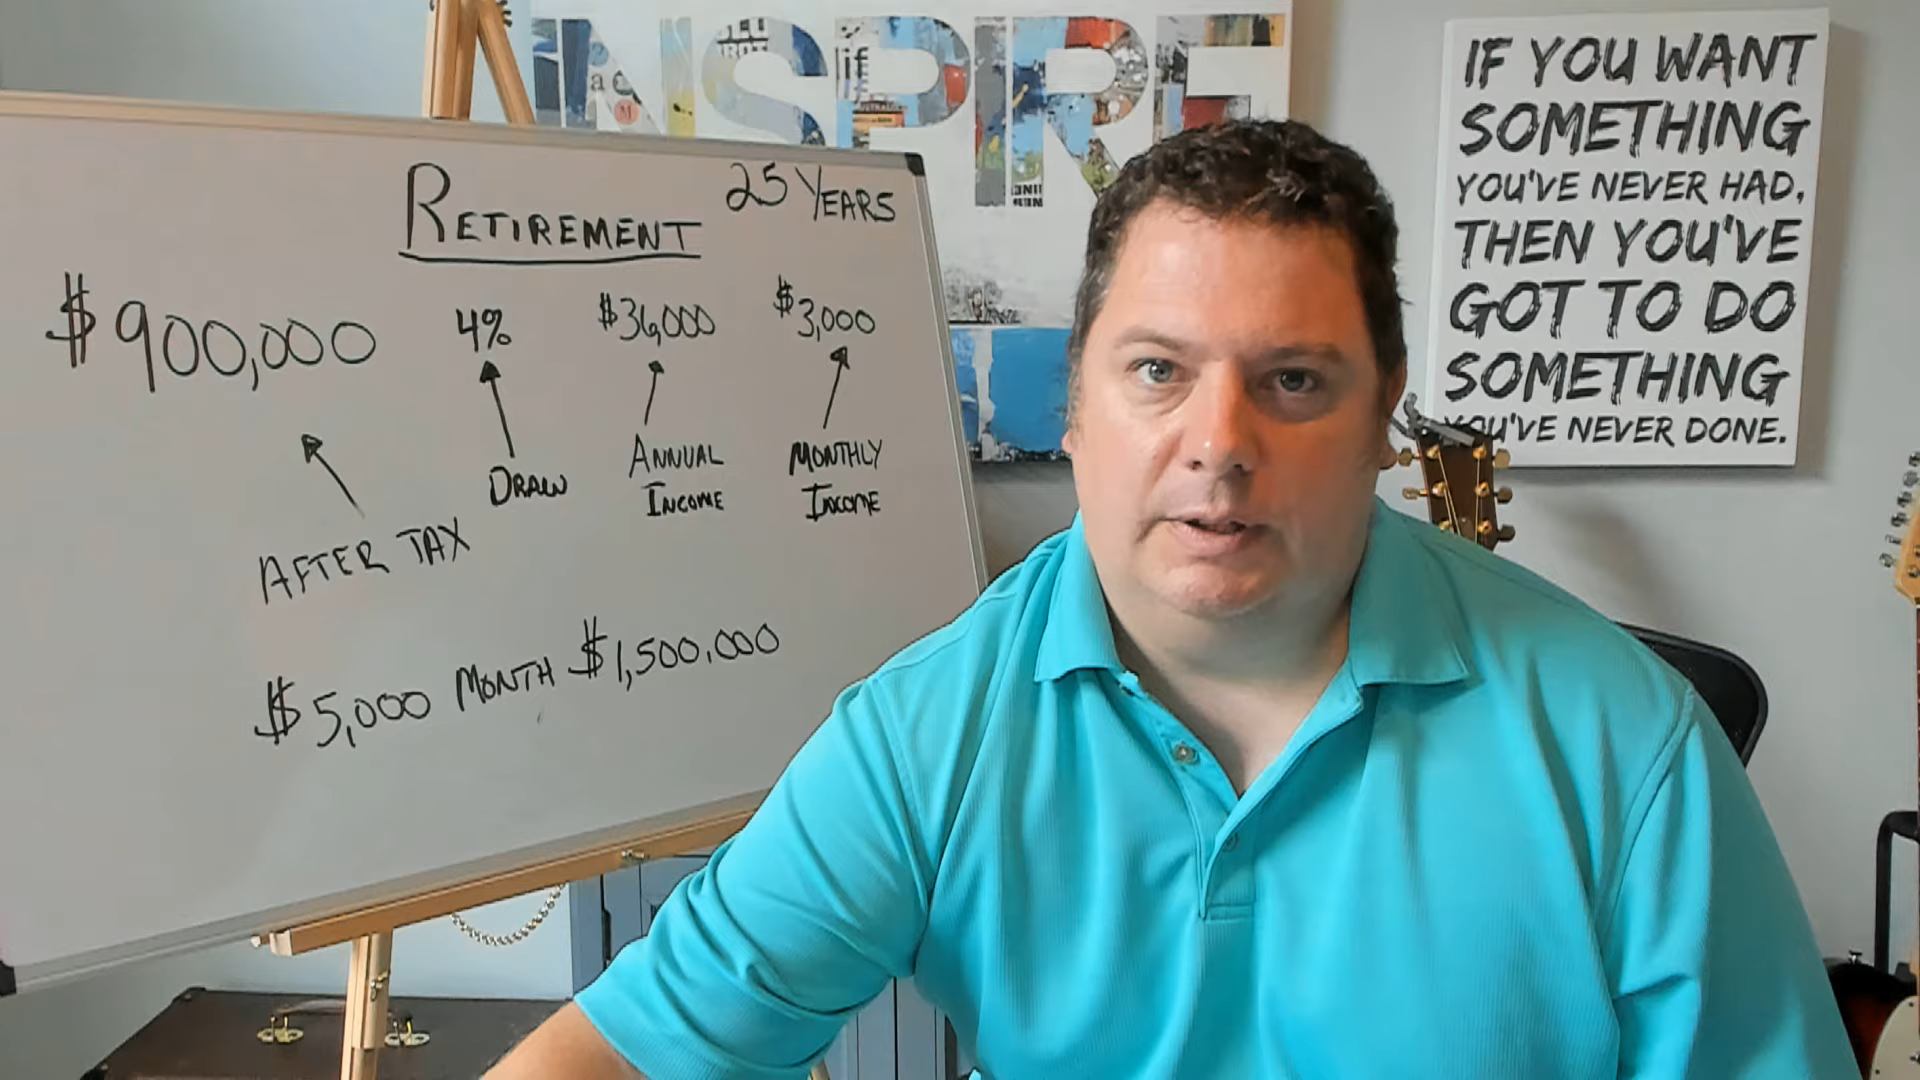 INSPIRE
if
RETIREMENT
25 YEARS
$900,000
4%
$36,000
$3,000
DRAW
ANNUAL
INCOME
MONTHLY
INCOME
AFTER TAX
$5,000 MONTH $1,500,000
IF YOU WANT
SOMETHING
YOU'VE NEVER HAD,
THEN YOU'VE
GOT TO DO
SOMETHING
YOU'VE NEVER DONE.